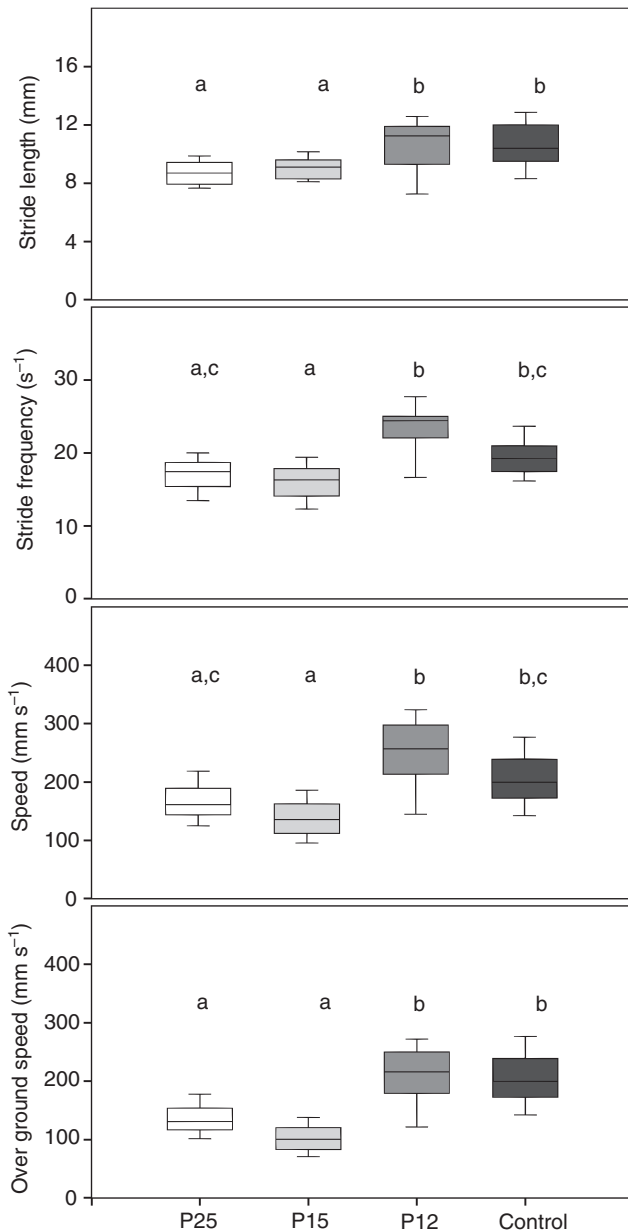 Stride length (mm)
16
12
8
4
0
a a b b
Stride frequency (s⁻¹)
30
20
10
0
a,c a b b,c
Speed (mm s⁻¹)
400
300
200
100
0
a,c a b b,c
Over ground speed (mm s⁻¹)
400
300
200
100
0
a a b b
P25 P15 P12 Control